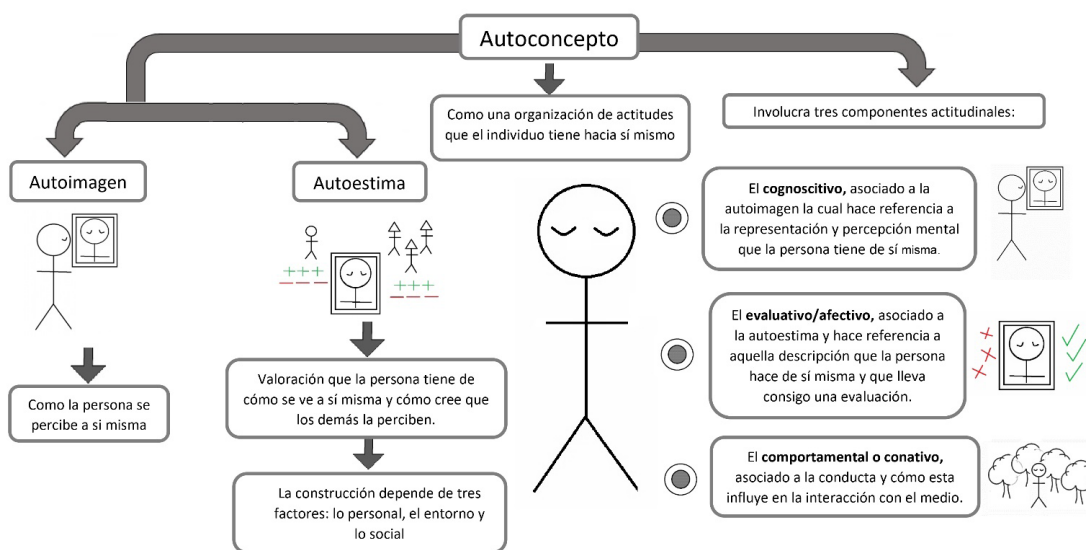 Autoconcepto
Como una organización de actitudes
que el individuo tiene hacia sí mismo
Involucra tres componentes actitudinales:
Autoimagen
Autoestima
Como la persona se
percibe a si misma
Valoración que la persona tiene de
cómo se ve a sí misma y cómo cree que
los demás la perciben.
La construcción depende de tres
factores: lo personal, el entorno y
lo social
El cognoscitivo, asociado a la
autoimagen la cual hace referencia a
la representación y percepción mental
que la persona tiene de sí misma.
El evaluativo/afectivo, asociado a
la autoestima y hace referencia a
aquella descripción que la persona
hace de sí misma y que lleva
consigo una evaluación.
El comportamental o conativo,
asociado a la conducta y cómo esta
influye en la interacción con el medio.